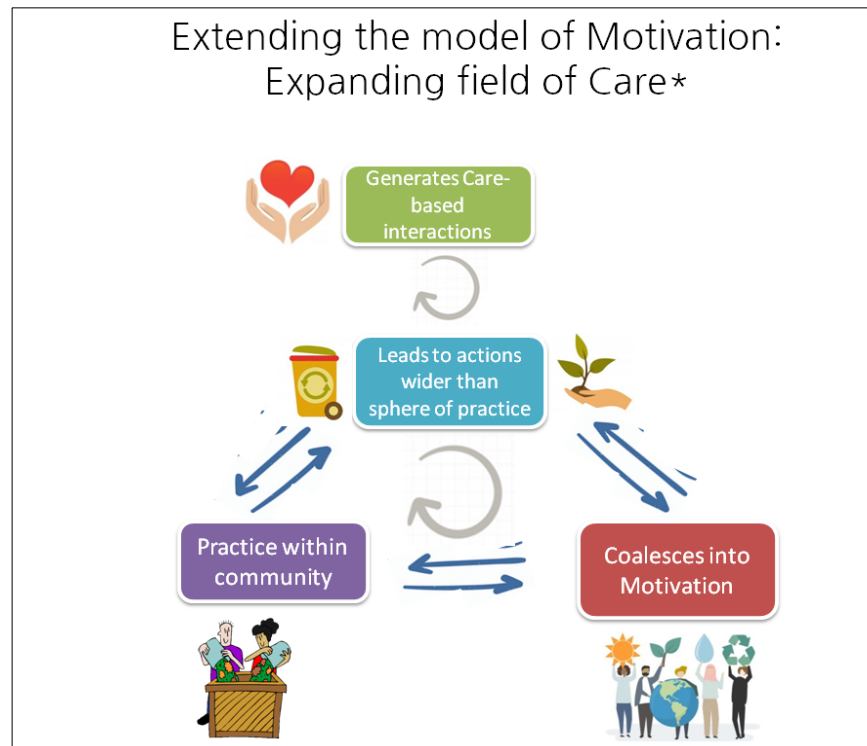 Extending the model of Motivation:
Expanding field of Care*
Generates Care-
based
interactions
Leads to actions
wider than
sphere of practice
Practice within
community
Coalesces into
Motivation